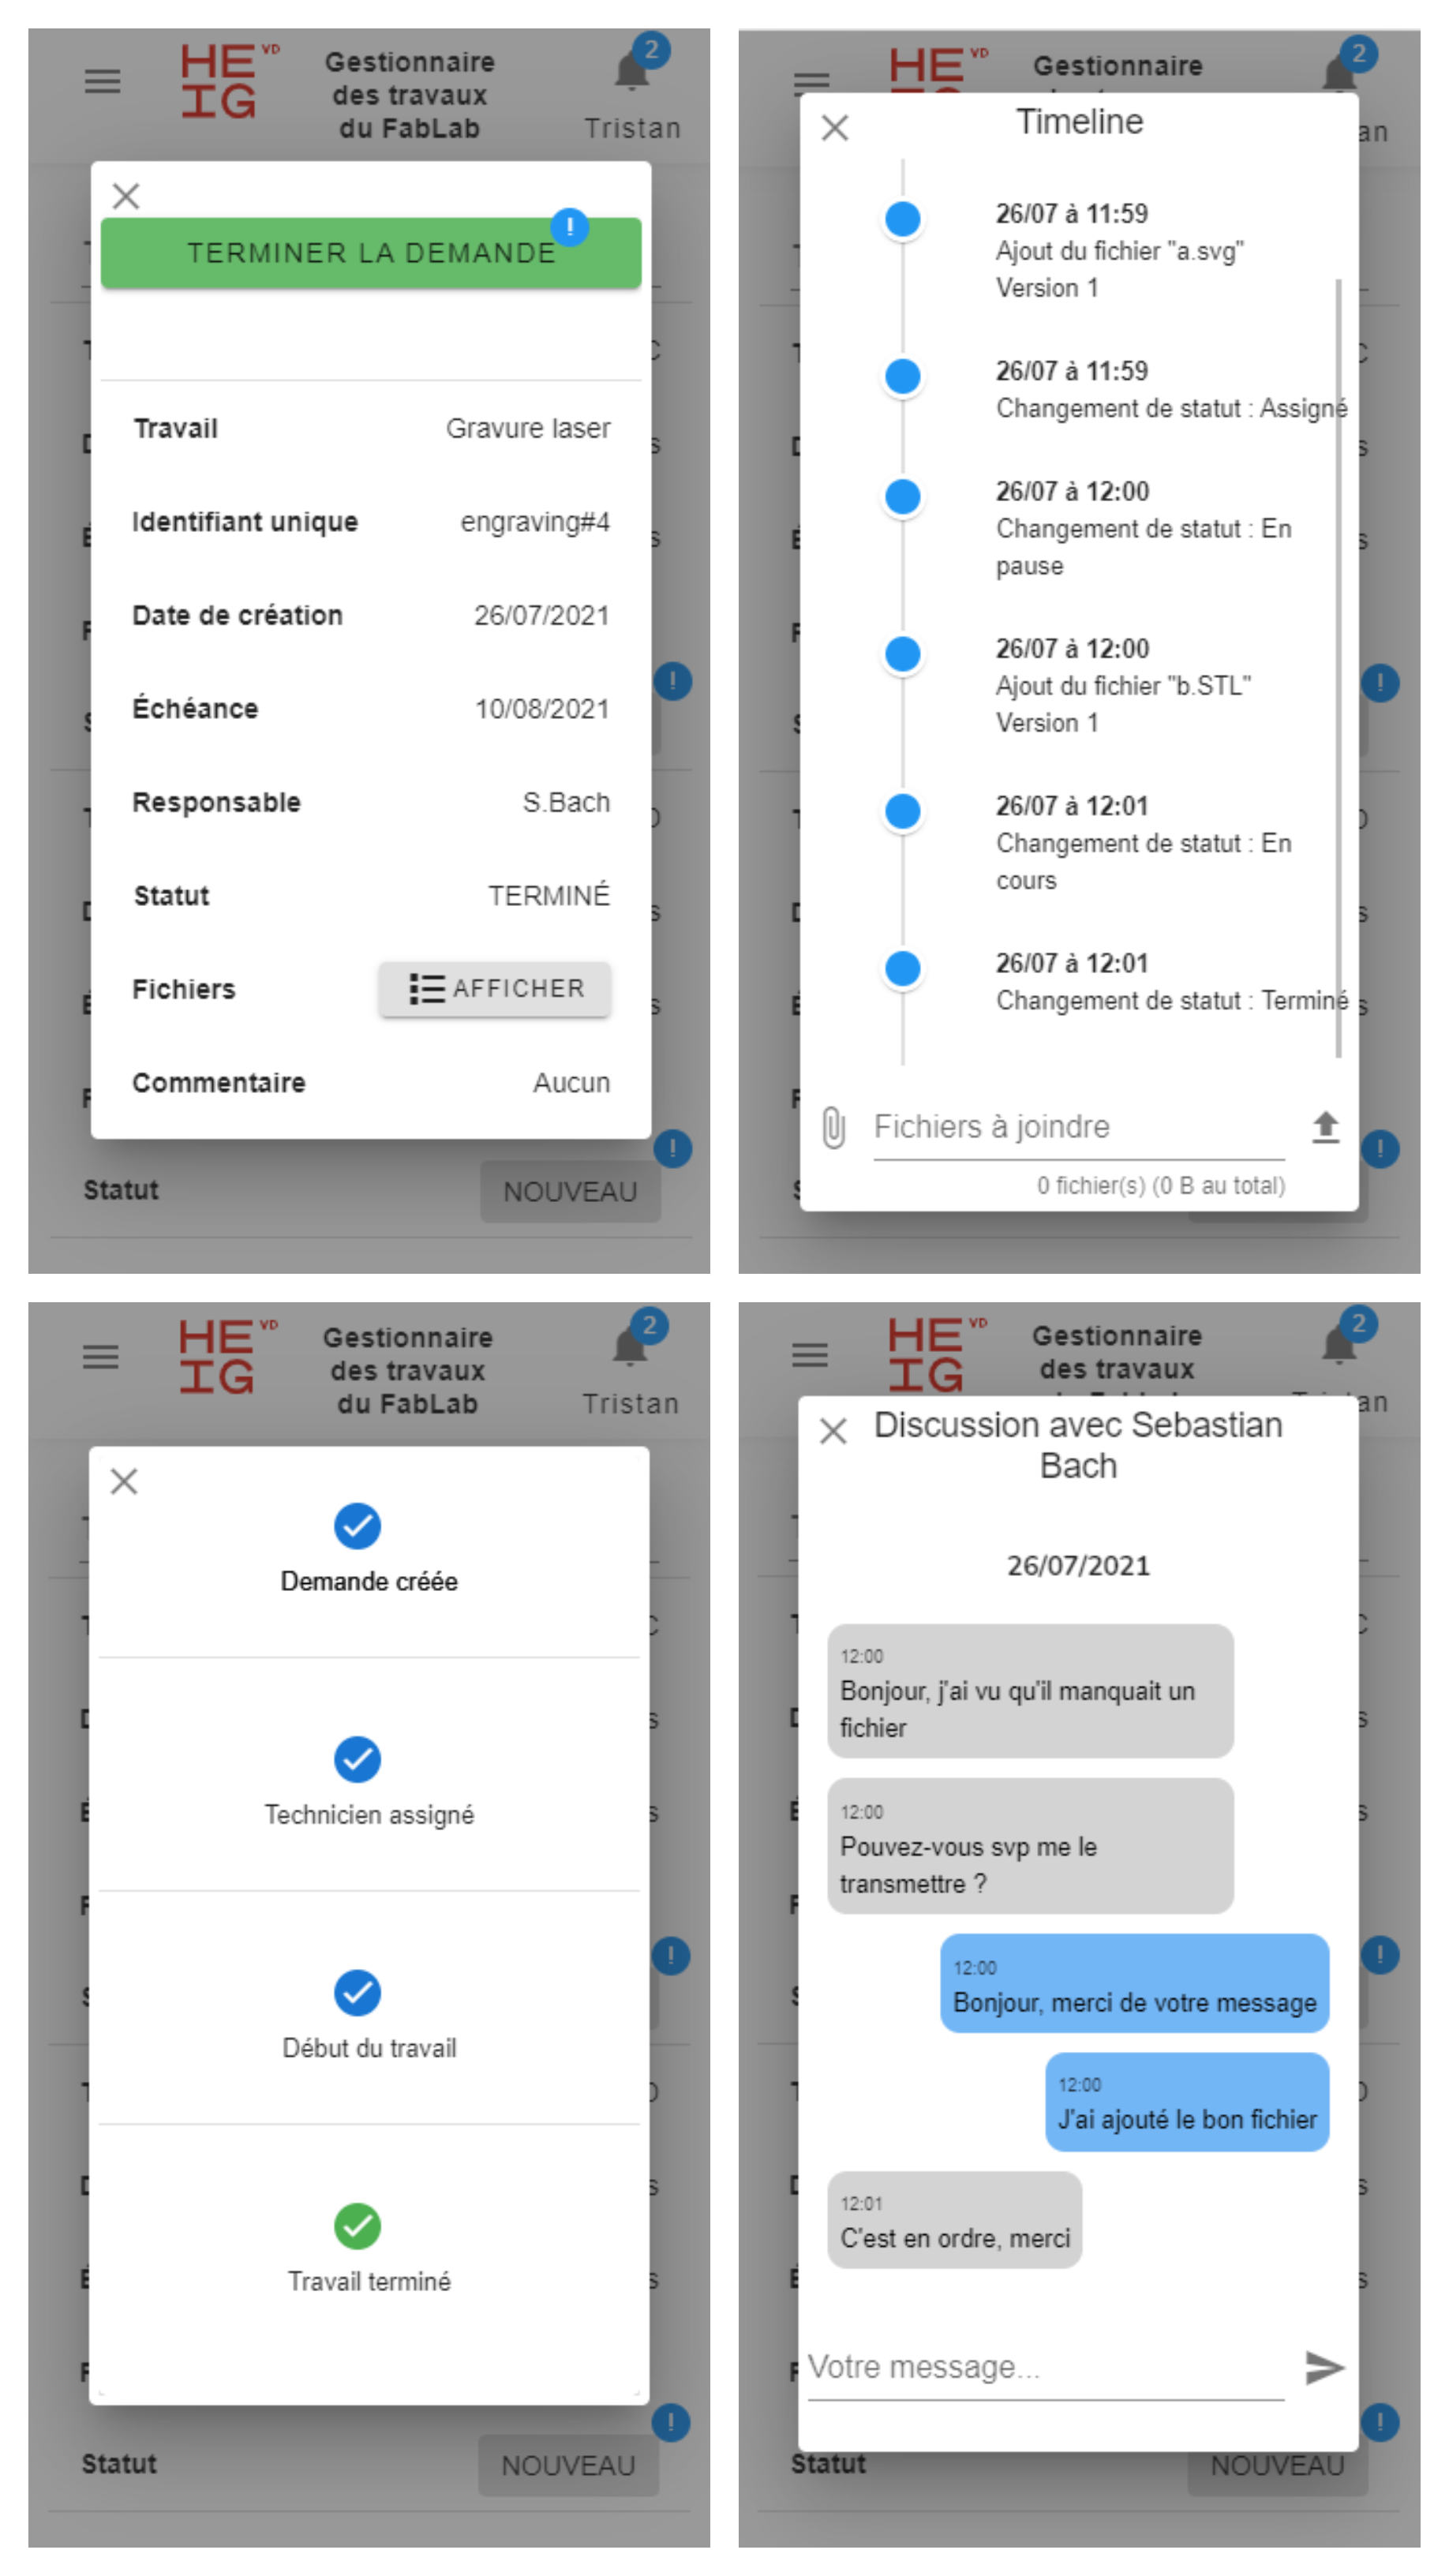 HE VD
IG
Gestionnaire
des travaux
du FabLab
2
Tristan
TERMINER LA DEMANDE
!
Travail
Gravure laser
Identifiant unique
engraving#4
Date de création
26/07/2021
Échéance
10/08/2021
Responsable
S.Bach
Statut
TERMINÉ
Fichiers
AFFICHER
Commentaire
Aucun
!
!
Statut
NOUVEAU
HE VD
Gestionnaire
2
an
Timeline
26/07 à 11:59
Ajout du fichier "a.svg"
Version 1
26/07 à 11:59
Changement de statut : Assigné
26/07 à 12:00
Changement de statut : En
pause
26/07 à 12:00
Ajout du fichier "b.STL"
Version 1
26/07 à 12:01
Changement de statut : En
cours
26/07 à 12:01
Changement de statut : Terminé
Fichiers à joindre
0 fichier(s) (0 B au total)
!
!
HE VD
IG
Gestionnaire
des travaux
du FabLab
2
Tristan
Demande créée
Technicien assigné
Début du travail
Travail terminé
!
!
Statut
NOUVEAU
HE VD
IG
Gestionnaire
des travaux
2
an
Discussion avec Sebastian
Bach
26/07/2021
12:00
Bonjour, j'ai vu qu'il manquait un
fichier
12:00
Pouvez-vous svp me le
transmettre ?
12:00
Bonjour, merci de votre message
12:00
J'ai ajouté le bon fichier
12:01
C'est en ordre, merci
Votre message...
!
!
Statut
NOUVEAU